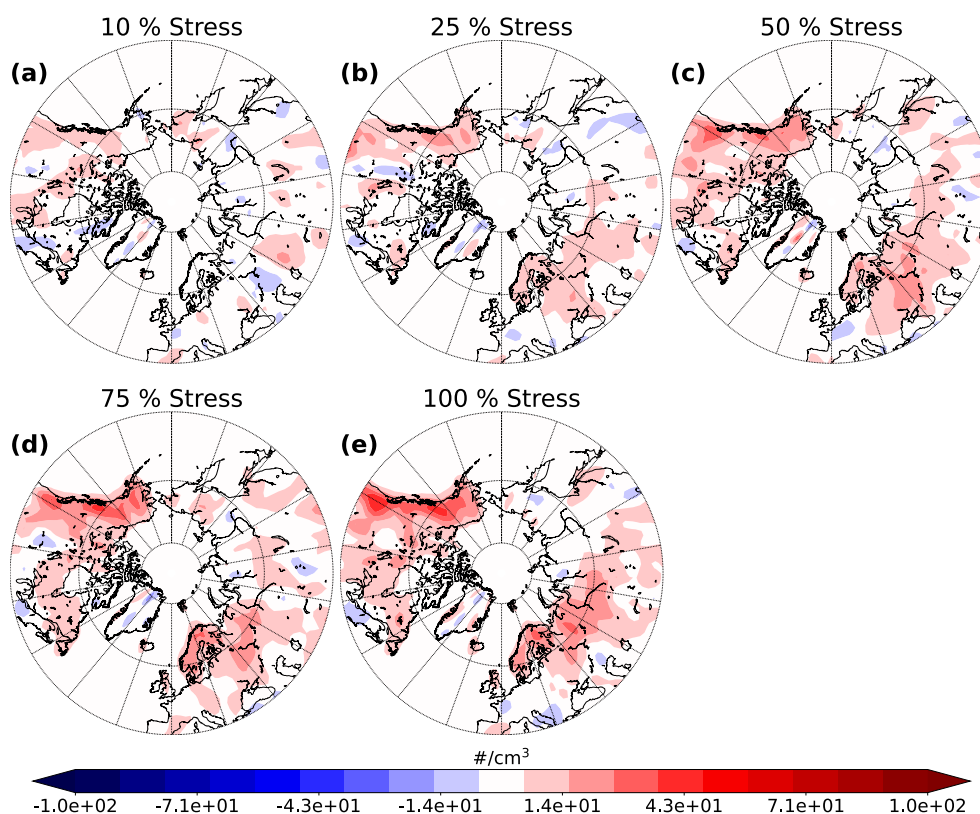 10 % Stress 25 % Stress 50 % Stress
(a) (b) (c)
75 % Stress 100 % Stress
(d) (e)
#/cm³
-1.0e+02 -7.1e+01 -4.3e+01 -1.4e+01 1.4e+01 4.3e+01 7.1e+01 1.0e+02